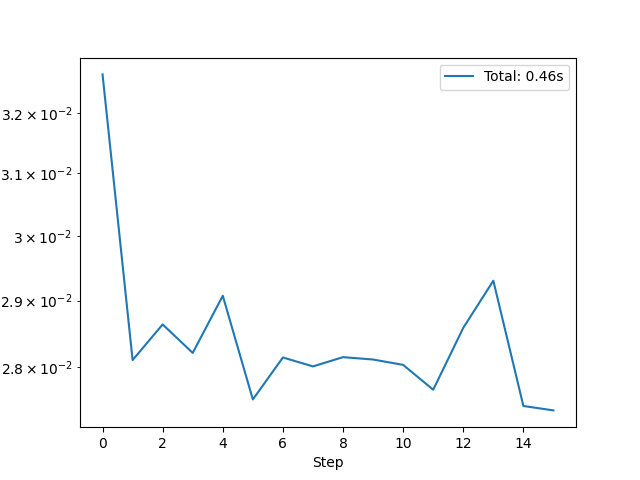 Total: 0.46s
3.2 × 10⁻²
3.1 × 10⁻²
3 × 10⁻²
2.9 × 10⁻²
2.8 × 10⁻²
0 2 4 6 8 10 12 14
Step